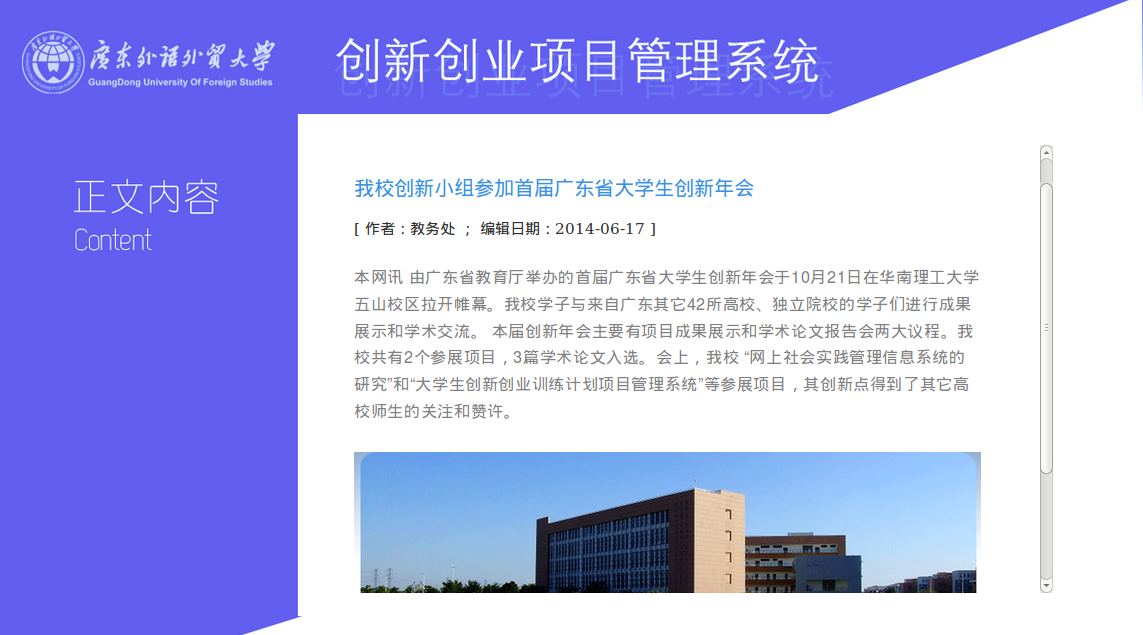 广东外语外贸大学
GuangDong University Of Foreign Studies
创新创业项目管理系统
正文内容
Content
我校创新小组参加首届广东省大学生创新年会
[ 作者：教务处 ； 编辑日期：2014-06-17 ]
本网讯 由广东省教育厅举办的首届广东省大学生创新年会于10月21日在华南理工大学
五山校区拉开帷幕。我校学子与来自广东其它42所高校、独立院校的学子们进行成果
展示和学术交流。 本届创新年会主要有项目成果展示和学术论文报告会两大议程。我
校共有2个参展项目，3篇学术论文入选。会上，我校 “网上社会实践管理信息系统的
研究”和“大学生创新创业训练计划项目管理系统”等参展项目，其创新点得到了其它高
校师生的关注和赞许。